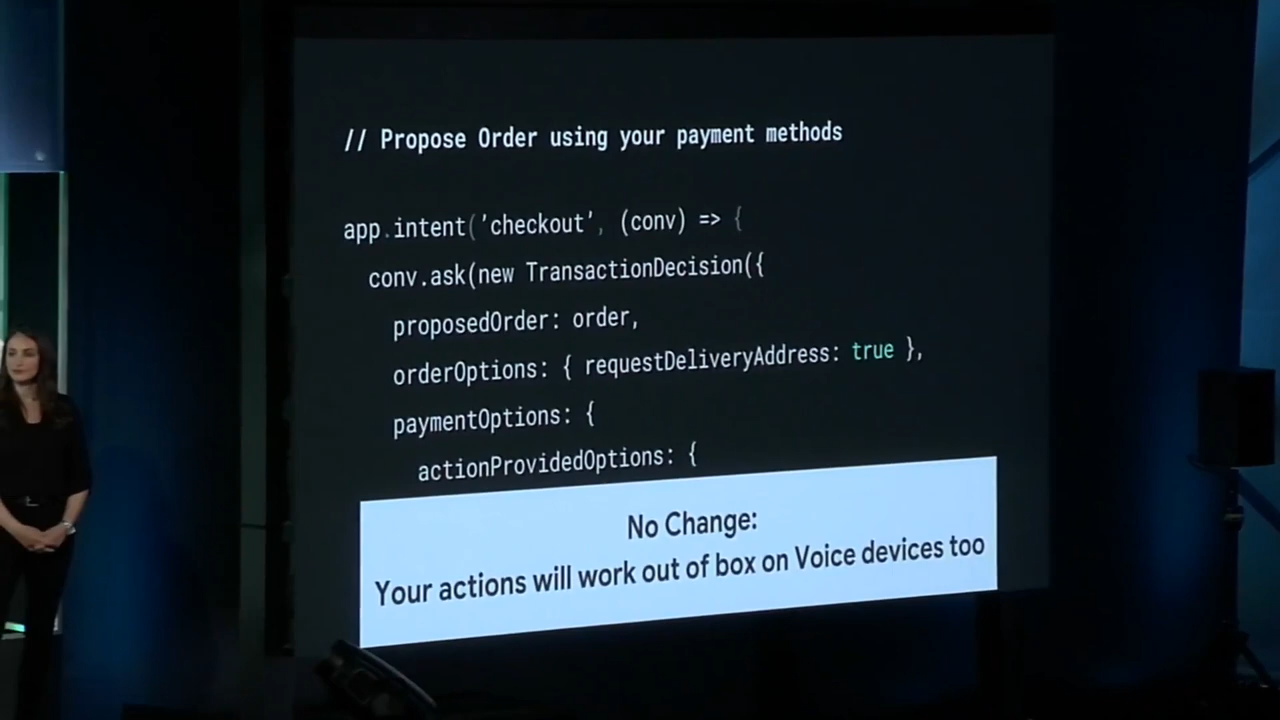 // Propose Order using your payment methods
app.intent('checkout', (conv) => {
conv.ask(new TransactionDecision({
proposedOrder: order,
orderOptions: { requestDeliveryAddress: true },
paymentOptions: {
actionProvidedOptions: {
No Change:
Your actions will work out of box on Voice devices too